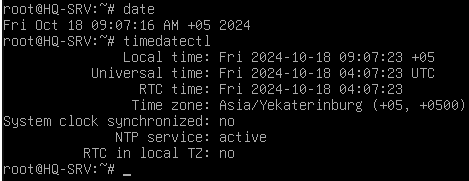 root@HQ-SRV:~# date
Fri Oct 18 09:07:16 AM +05 2024
root@HQ-SRV:~# timedatectl
Local time: Fri 2024-10-18 09:07:23 +05
Universal time: Fri 2024-10-18 04:07:23 UTC
RTC time: Fri 2024-10-18 04:07:23
Time zone: Asia/Yekaterinburg (+05, +0500)
System clock synchronized: no
NTP service: active
RTC in local TZ: no
root@HQ-SRV:~# _